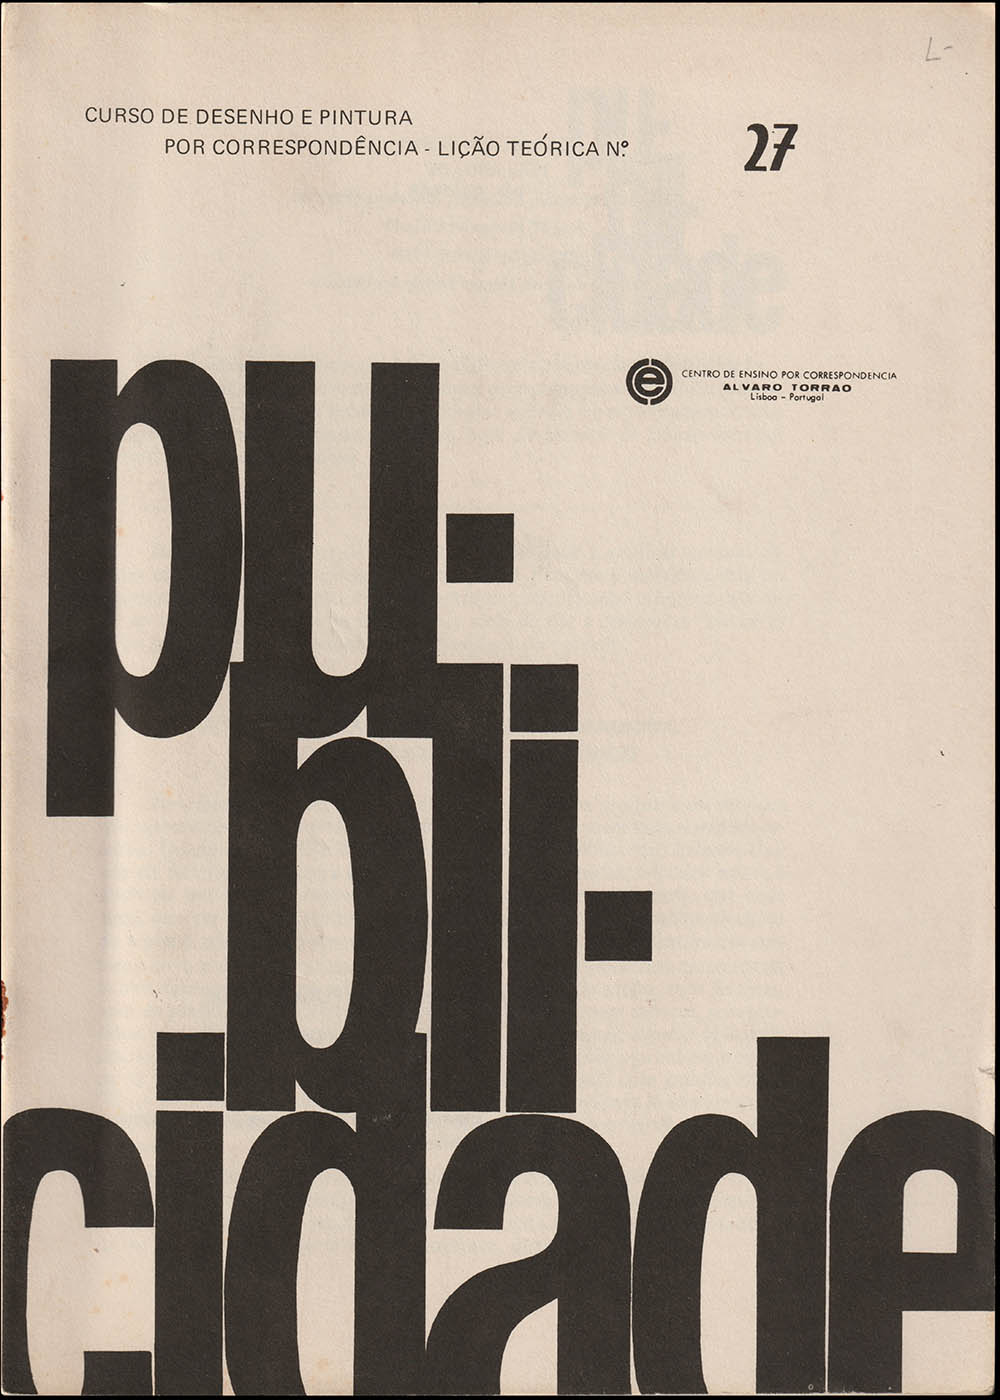 L-
CURSO DE DESENHO E PINTURA
POR CORRESPONDÊNCIA - LIÇÃO TEÓRICA N.º
27
CENTRO DE ENSINO POR CORRESPONDENCIA
ALVARO TORRAO
Lisboa - Portugal
pu-
bli-
cidade